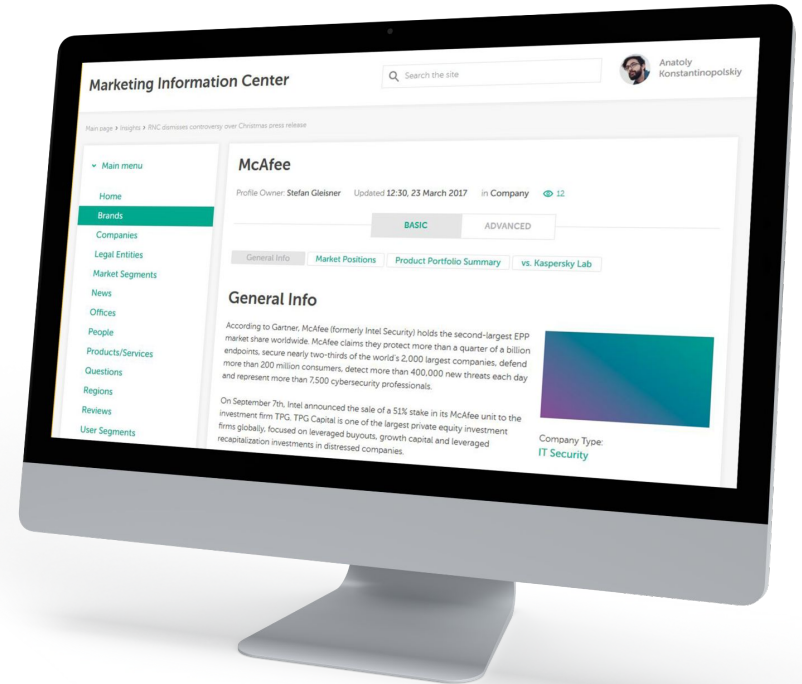 Marketing Information Center
Search the site
Anatoly
Konstantinopolskiy
Main page > Insights > RNC dismisses controversy over Christmas press release
Main menu
Home
Brands
Companies
Legal Entities
Market Segments
News
Offices
People
Products/Services
Questions
Regions
Reviews
User Segments
McAfee
Profile Owner: Stefan Gleisner Updated 12:30, 23 March 2017 in Company 12
BASIC ADVANCED
General Info Market Positions Product Portfolio Summary vs. Kaspersky Lab
General Info
According to Gartner, McAfee (formerly Intel Security) holds the second-largest EPP
market share worldwide. McAfee claims they protect more than a quarter of a billion
endpoints, secure nearly two-thirds of the world's 2,000 largest companies, defend
more than 200 million consumers, detect more than 400,000 new threats each day
and represent more than 7,500 cybersecurity professionals.
On September 7th, Intel announced the sale of a 51% stake in its McAfee unit to the
investment firm TPG. TPG Capital is one of the largest private equity investment
firms globally, focused on leveraged buyouts, growth capital and leveraged
recapitalization investments in distressed companies.
Company Type:
IT Security